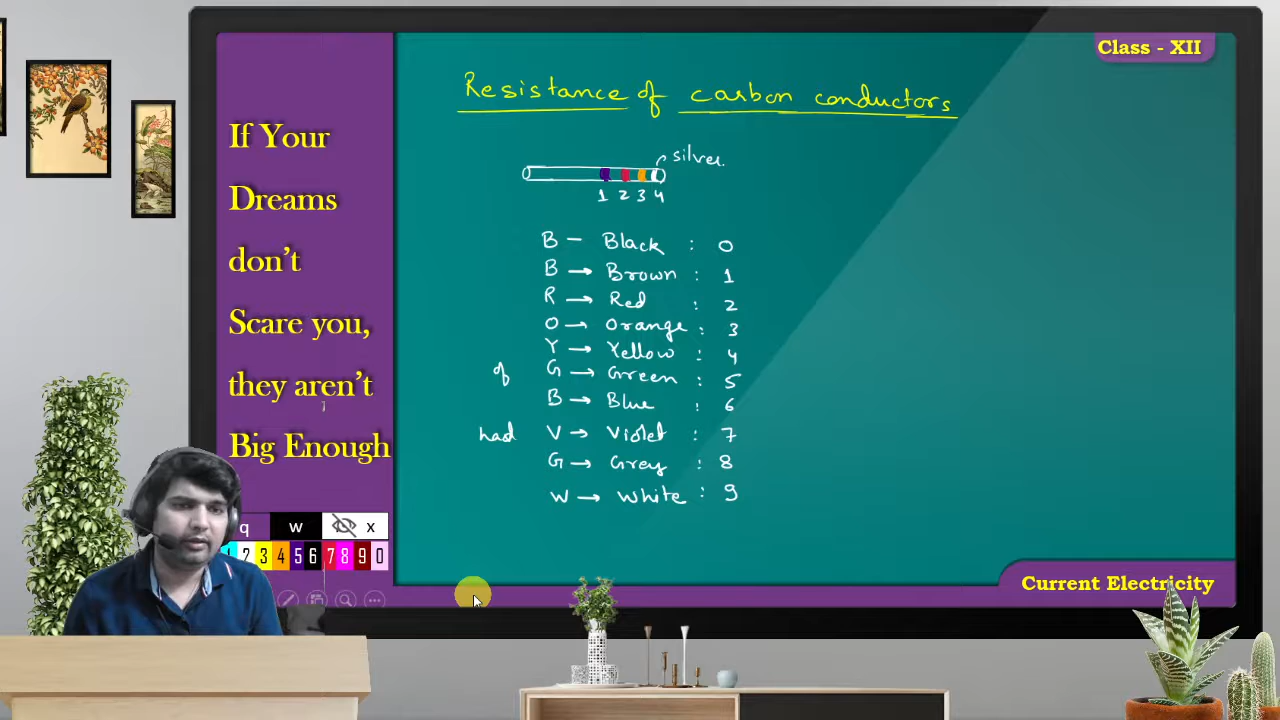 Class - XII
If Your
Dreams
don't
Scare you,
they aren't
Big Enough
Resistance of carbon conductors
silver
1 2 3 4
B - Black : 0
B → Brown : 1
R → Red : 2
O → Orange : 3
Y → Yellow : 4
of G → Green : 5
B → Blue : 6
had V → Violet : 7
G → Grey : 8
W → White : 9
q w x
2 3 4 5 6 7 8 9 0
Current Electricity